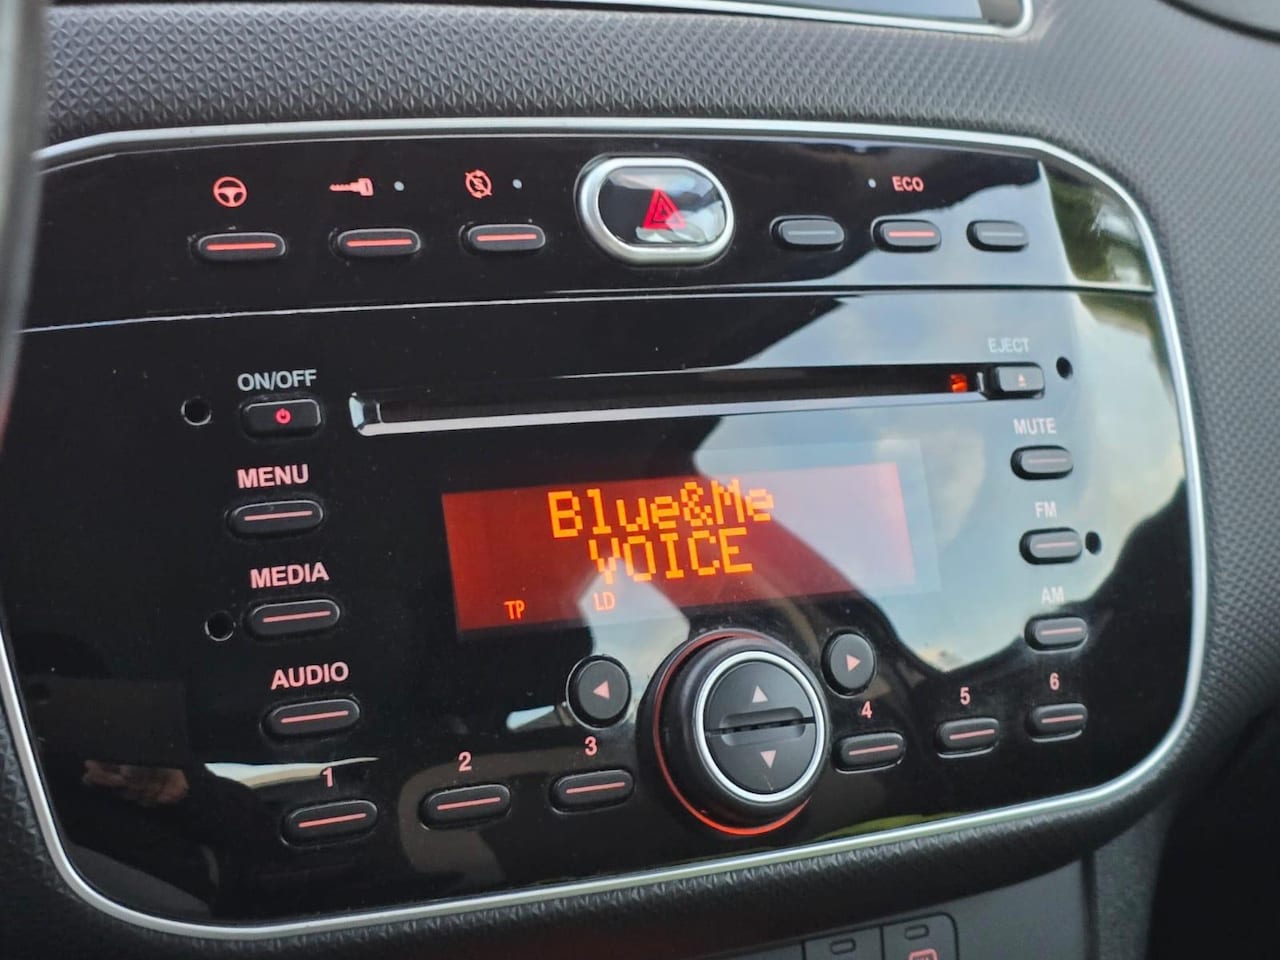 ECO
EJECT
ON/OFF
MUTE
MENU
Blue&Me
VOICE
FM
MEDIA
TP LD
AM
AUDIO
1 2 3 4 5 6